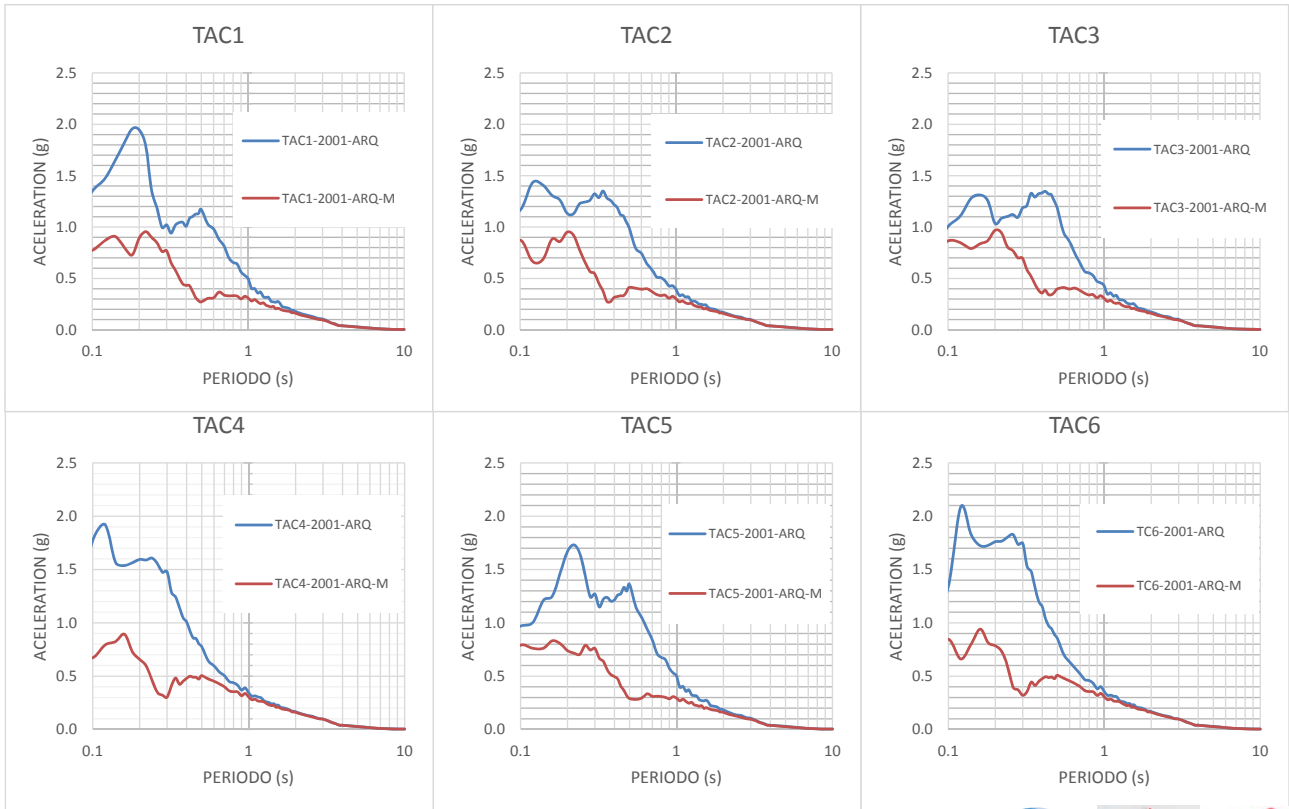 TAC1
ACELERATION (g)
2.5
2.0
1.5
1.0
0.5
0.0
TAC1-2001-ARQ
TAC1-2001-ARQ-M
0.1
1
10
PERIODO (s)
TAC2
ACELERATION (g)
2.5
2.0
1.5
1.0
0.5
0.0
TAC2-2001-ARQ
TAC2-2001-ARQ-M
0.1
1
10
PERIODO (s)
TAC3
ACELERATION (g)
2.5
2.0
1.5
1.0
0.5
0.0
TAC3-2001-ARQ
TAC3-2001-ARQ-M
0.1
1
10
PERIODO (s)
TAC4
ACELERATION (g)
2.5
2.0
1.5
1.0
0.5
0.0
TAC4-2001-ARQ
TAC4-2001-ARQ-M
0.1
1
10
PERIODO (s)
TAC5
ACELERATION (g)
2.5
2.0
1.5
1.0
0.5
0.0
TAC5-2001-ARQ
TAC5-2001-ARQ-M
0.1
1
10
PERIODO (s)
TAC6
ACELERATION (g)
2.5
2.0
1.5
1.0
0.5
0.0
TC6-2001-ARQ
TC6-2001-ARQ-M
0.1
1
10
PERIODO (s)